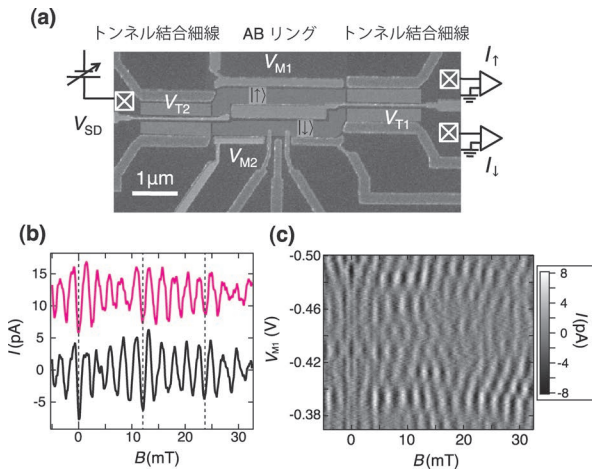 (a)
トンネル結合細線 AB リング トンネル結合細線
I↑
V_M1
|↑⟩
V_T2
V_SD
|↓⟩
V_T1
I↓
V_M2
1μm
(b)
I(pA)
15
10
5
0
-5
0 10 20 30
B(mT)
(c)
V_M1 (V)
-0.50
-0.46
-0.42
-0.38
0 10 20 30
B(mT)
8
4
0
-4
-8
I(pA)